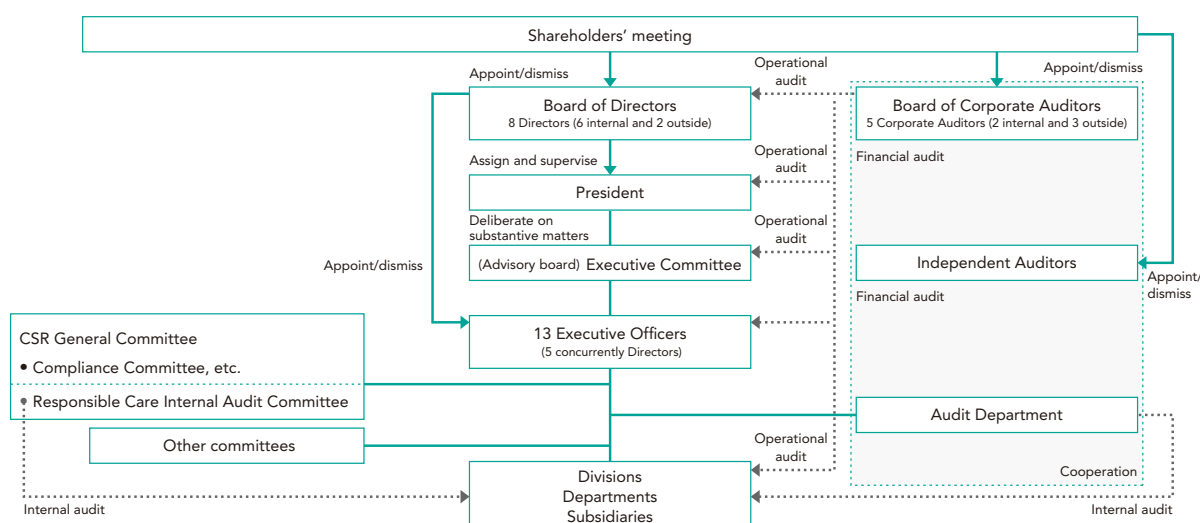 Shareholders' meeting
Appoint/dismiss
Operational
audit
Appoint/dismiss
Board of Directors
8 Directors (6 internal and 2 outside)
Board of Corporate Auditors
5 Corporate Auditors (2 internal and 3 outside)
Assign and supervise
Operational
audit
Financial audit
President
Deliberate on
substantive matters
Operational
audit
Appoint/dismiss
(Advisory board) Executive Committee
Independent Auditors
Appoint/
dismiss
Financial audit
13 Executive Officers
(5 concurrently Directors)
CSR General Committee
• Compliance Committee, etc.
• Responsible Care Internal Audit Committee
Audit Department
Other committees
Operational
audit
Cooperation
Divisions
Departments
Subsidiaries
Internal audit
Internal audit